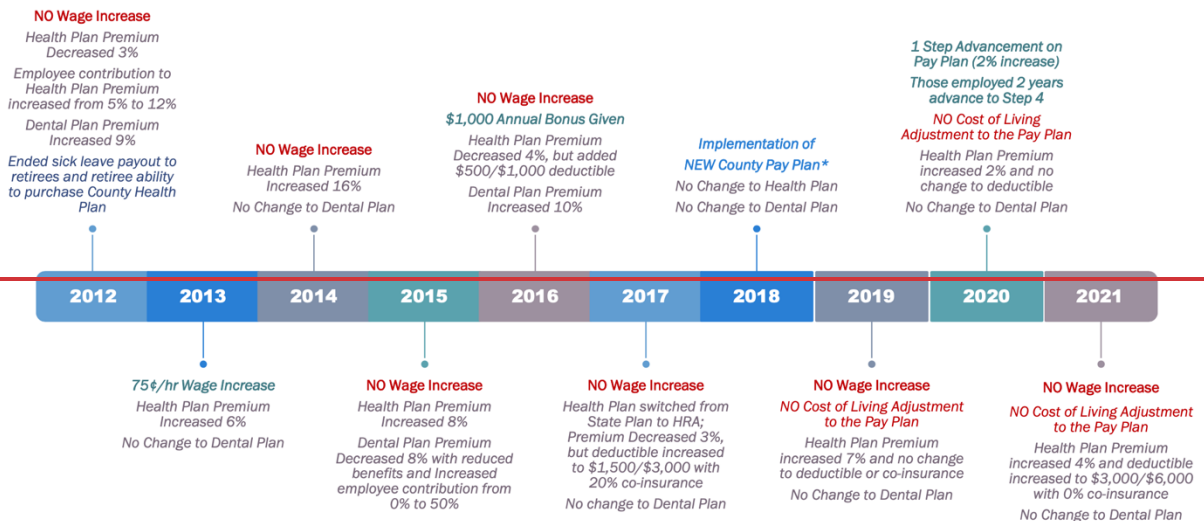 NO Wage Increase
Health Plan Premium
Decreased 3%
Employee contribution to
Health Plan Premium
increased from 5% to 12%
Dental Plan Premium
Increased 9%
Ended sick leave payout to
retirees and retiree ability
to purchase County Health
Plan
NO Wage Increase
Health Plan Premium
Increased 16%
No Change to Dental Plan
NO Wage Increase
$1,000 Annual Bonus Given
Health Plan Premium
Decreased 4%, but added
$500/$1,000 deductible
Dental Plan Premium
Increased 10%
Implementation of
NEW County Pay Plan*
No Change to Health Plan
No Change to Dental Plan
1 Step Advancement on
Pay Plan (2% increase)
Those employed 2 years
advance to Step 4
NO Cost of Living
Adjustment to the Pay Plan
Health Plan Premium
increased 2% and no
change to deductible
No Change to Dental Plan
2012 2013 2014 2015 2016 2017 2018 2019 2020 2021
75¢/hr Wage Increase
Health Plan Premium
Increased 6%
No Change to Dental Plan
NO Wage Increase
Health Plan Premium
Increased 8%
Dental Plan Premium
Decreased 8% with reduced
benefits and Increased
employee contribution from
0% to 50%
NO Wage Increase
Health Plan switched from
State Plan to HRA;
Premium Decreased 3%,
but deductible increased
to $1,500/$3,000 with
20% co-insurance
No change to Dental Plan
NO Wage Increase
NO Cost of Living Adjustment
to the Pay Plan
Health Plan Premium
increased 7% and no change
to deductible or co-insurance
No Change to Dental Plan
NO Wage Increase
NO Cost of Living Adjustment
to the Pay Plan
Health Plan Premium
increased 4% and deductible
increased to $3,000/$6,000
with 0% co-insurance
No Change to Dental Plan